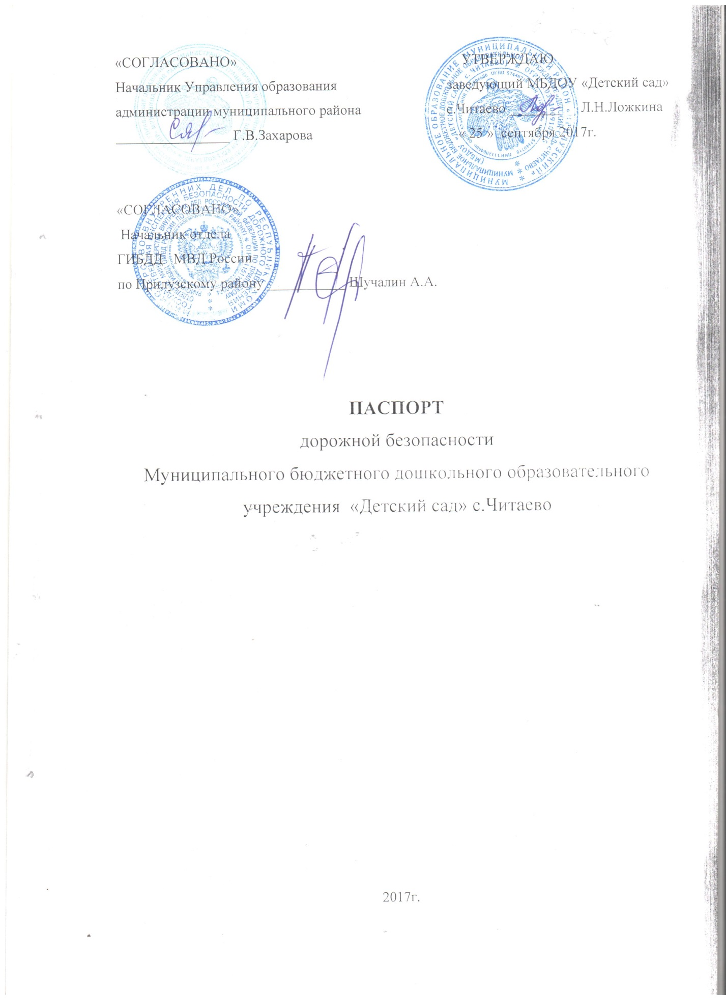 «СОГЛАСОВАНО»
Начальник Управления образования
администрации муниципального района
________________ Г.В.Захарова
УТВЕРЖДАЮ
заведующий МБДОУ «Детский сад»
с.Читаево ________ Л.Н.Ложкина
« 25 » сентября 2017г.
«СОГЛАСОВАНО»
Начальник отдела
ГИБДД МВД России
по Прилузскому району ___________ Шучалин А.А.
ПАСПОРТ
дорожной безопасности
Муниципального бюджетного дошкольного образовательного
учреждения «Детский сад» с.Читаево
2017г.